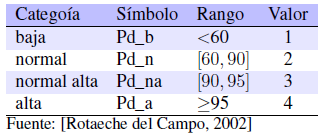 Categoía Símbolo Rango Valor
baja Pd_b <60 1
normal Pd_n [60, 90] 2
normal alta Pd_na [90, 95] 3
alta Pd_a ≥95 4
Fuente: [Rotaeche del Campo, 2002]